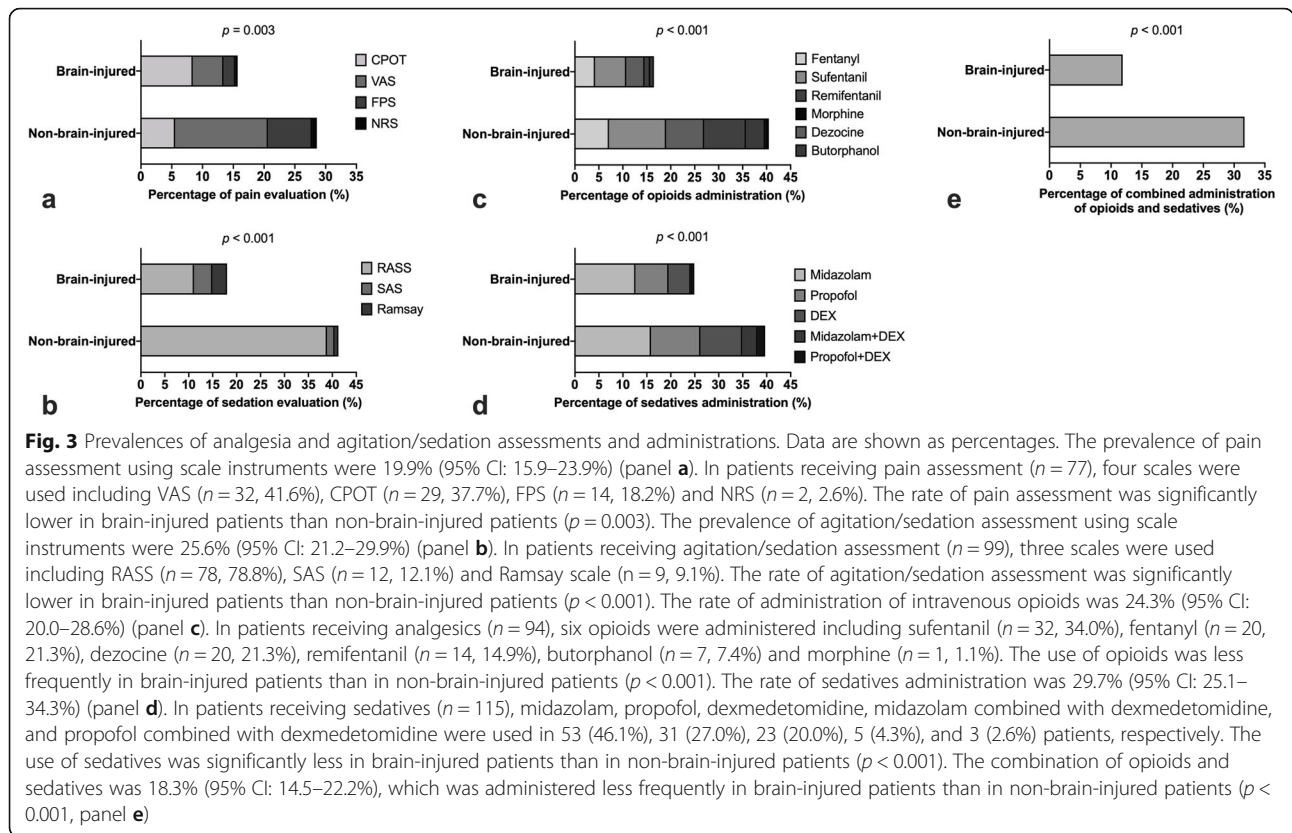 p = 0.003
Brain-injured
Non-brain-injured
CPOT
VAS
FPS
NRS
0 5 10 15 20 25 30 35
Percentage of pain evaluation (%)
a
p < 0.001
Brain-injured
Non-brain-injured
Fentanyl
Sufentanil
Remifentanil
Morphine
Dezocine
Butorphanol
0 5 10 15 20 25 30 35 40 45
Percentage of opioids administration (%)
c
p < 0.001
Brain-injured
Non-brain-injured
0 5 10 15 20 25 30 35
Percentage of combined administration
of opioids and sedatives (%)
e
p < 0.001
Brain-injured
Non-brain-injured
RASS
SAS
Ramsay
0 5 10 15 20 25 30 35 40 45
Percentage of sedation evaluation (%)
b
p < 0.001
Brain-injured
Non-brain-injured
Midazolam
Propofol
DEX
Midazolam+DEX
Propofol+DEX
0 5 10 15 20 25 30 35 40 45
Percentage of sedatives administration (%)
d
Fig. 3 Prevalences of analgesia and agitation/sedation assessments and administrations. Data are shown as percentages. The prevalence of pain
assessment using scale instruments were 19.9% (95% CI: 15.9–23.9%) (panel a). In patients receiving pain assessment (n = 77), four scales were
used including VAS (n = 32, 41.6%), CPOT (n = 29, 37.7%), FPS (n = 14, 18.2%) and NRS (n = 2, 2.6%). The rate of pain assessment was significantly
lower in brain-injured patients than non-brain-injured patients (p = 0.003). The prevalence of agitation/sedation assessment using scale
instruments were 25.6% (95% CI: 21.2–29.9%) (panel b). In patients receiving agitation/sedation assessment (n = 99), three scales were used
including RASS (n = 78, 78.8%), SAS (n = 12, 12.1%) and Ramsay scale (n = 9, 9.1%). The rate of agitation/sedation assessment was significantly
lower in brain-injured patients than non-brain-injured patients (p < 0.001). The rate of administration of intravenous opioids was 24.3% (95% CI:
20.0–28.6%) (panel c). In patients receiving analgesics (n = 94), six opioids were administered including sufentanil (n = 32, 34.0%), fentanyl (n = 20,
21.3%), dezocine (n = 20, 21.3%), remifentanil (n = 14, 14.9%), butorphanol (n = 7, 7.4%) and morphine (n = 1, 1.1%). The use of opioids was less
frequently in brain-injured patients than in non-brain-injured patients (p < 0.001). The rate of sedatives administration was 29.7% (95% CI: 25.1–
34.3%) (panel d). In patients receiving sedatives (n = 115), midazolam, propofol, dexmedetomidine, midazolam combined with dexmedetomidine,
and propofol combined with dexmedetomidine were used in 53 (46.1%), 31 (27.0%), 23 (20.0%), 5 (4.3%), and 3 (2.6%) patients, respectively. The
use of sedatives was significantly less in brain-injured patients than in non-brain-injured patients (p < 0.001). The combination of opioids and
sedatives was 18.3% (95% CI: 14.5–22.2%), which was administered less frequently in brain-injured patients than in non-brain-injured patients (p <
0.001, panel e)